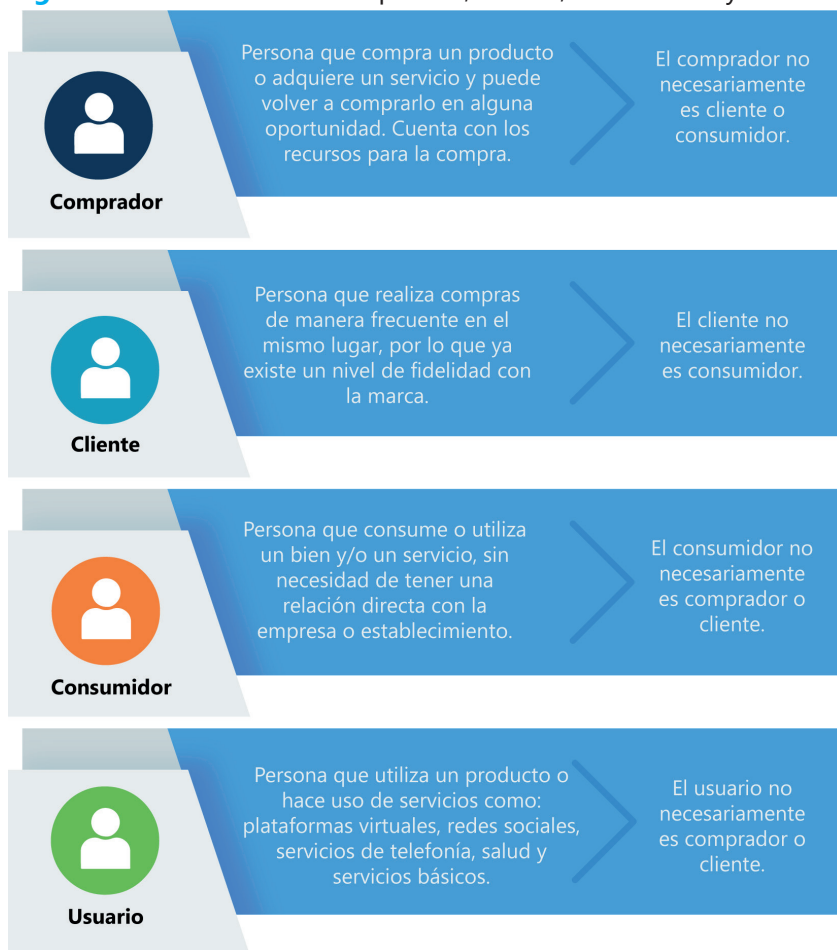 Persona que compra un producto
o adquiere un servicio y puede
volver a comprarlo en alguna
oportunidad. Cuenta con los
recursos para la compra.
El comprador no
necesariamente
es cliente o
consumidor.
Comprador
Persona que realiza compras
de manera frecuente en el
mismo lugar, por lo que ya
existe un nivel de fidelidad con
la marca.
El cliente no
necesariamente
es consumidor.
Cliente
Persona que consume o utiliza
un bien y/o un servicio, sin
necesidad de tener una
relación directa con la
empresa o establecimiento.
El consumidor no
necesariamente
es comprador o
cliente.
Consumidor
Persona que utiliza un producto o
hace uso de servicios como:
plataformas virtuales, redes sociales,
servicios de telefonía, salud y
servicios básicos.
El usuario no
necesariamente
es comprador o
cliente.
Usuario